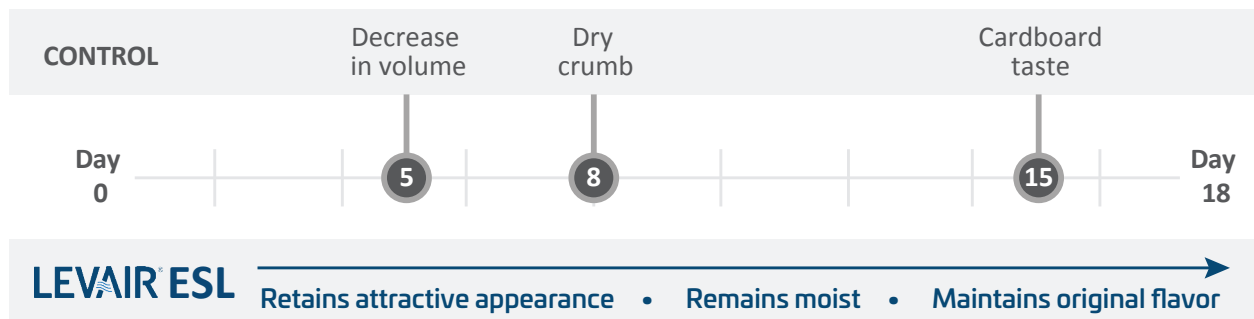 CONTROL
Decrease
in volume
Dry
crumb
Cardboard
taste
Day
0
5
8
15
Day
18
LEVAIR® ESL
Retains attractive appearance • Remains moist • Maintains original flavor